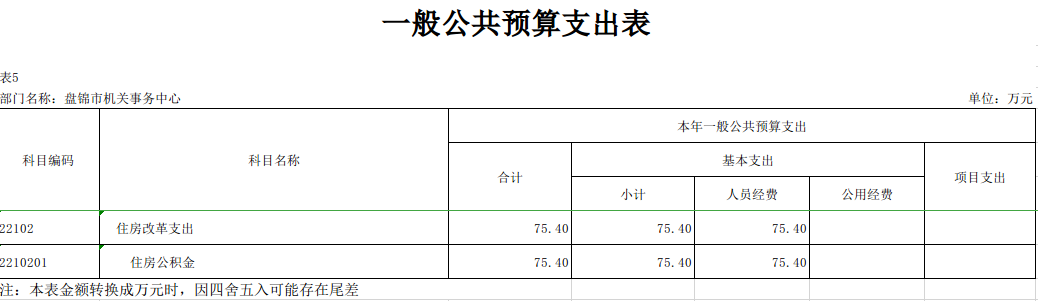 一般公共预算支出表
表5
部门名称：盘锦市机关事务中心 单位：万元
科目编码 科目名称 本年一般公共预算支出
合计 基本支出 项目支出
小计 人员经费 公用经费
22102 住房改革支出 75.40 75.40 75.40
2210201 住房公积金 75.40 75.40 75.40
注：本表金额转换成万元时，因四舍五入可能存在尾差